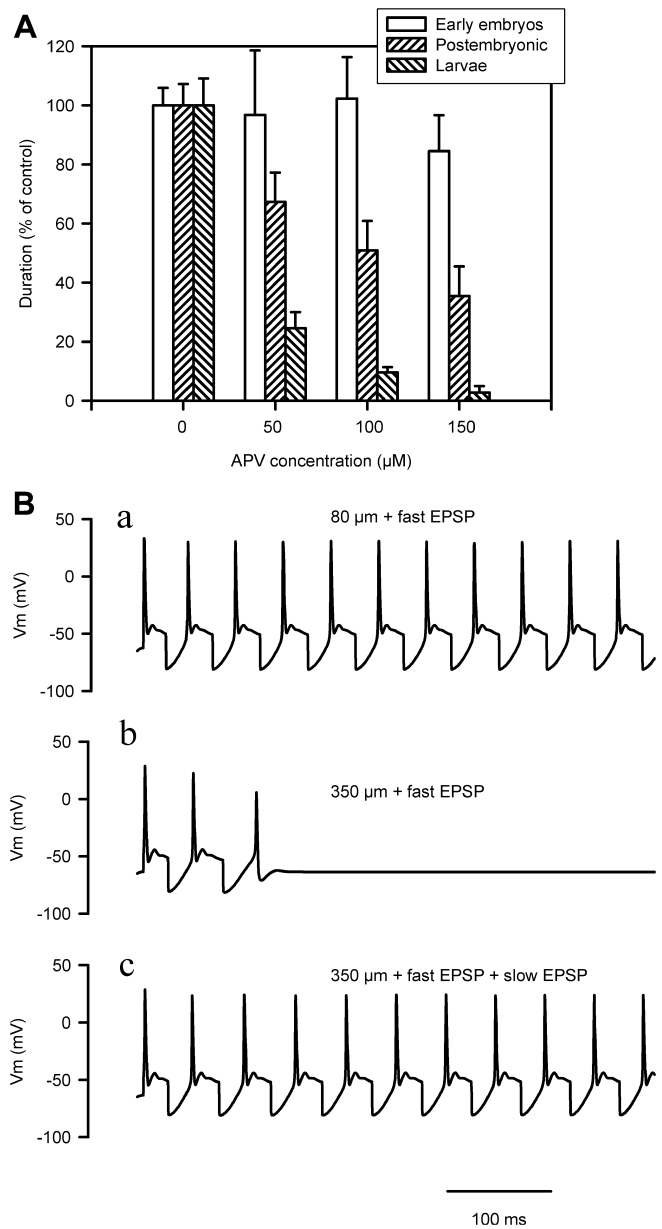 A
Early embryos
Postembryonic
Larvae
120
100
80
60
40
20
0
Duration (% of control)
0
50
100
150
APV concentration (µM)
B
a
80 µm + fast EPSP
50
0
-50
-100
Vm (mV)
b
350 µm + fast EPSP
50
0
-50
-100
Vm (mV)
c
350 µm + fast EPSP + slow EPSP
50
0
-50
-100
Vm (mV)
100 ms